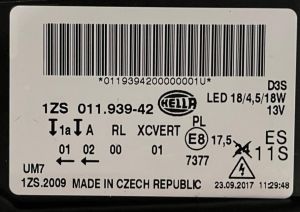 *0119394200000001U*
D3S
1ZS 011.939-42 HELLA LED 18/4,5/18W
13V
1a A RL XCVERT PL
E8 17,5 24 ES
01 02 00 01 7377 11S
UM7
1ZS.2009 MADE IN CZECH REPUBLIC 23.09.2017 11:29:48